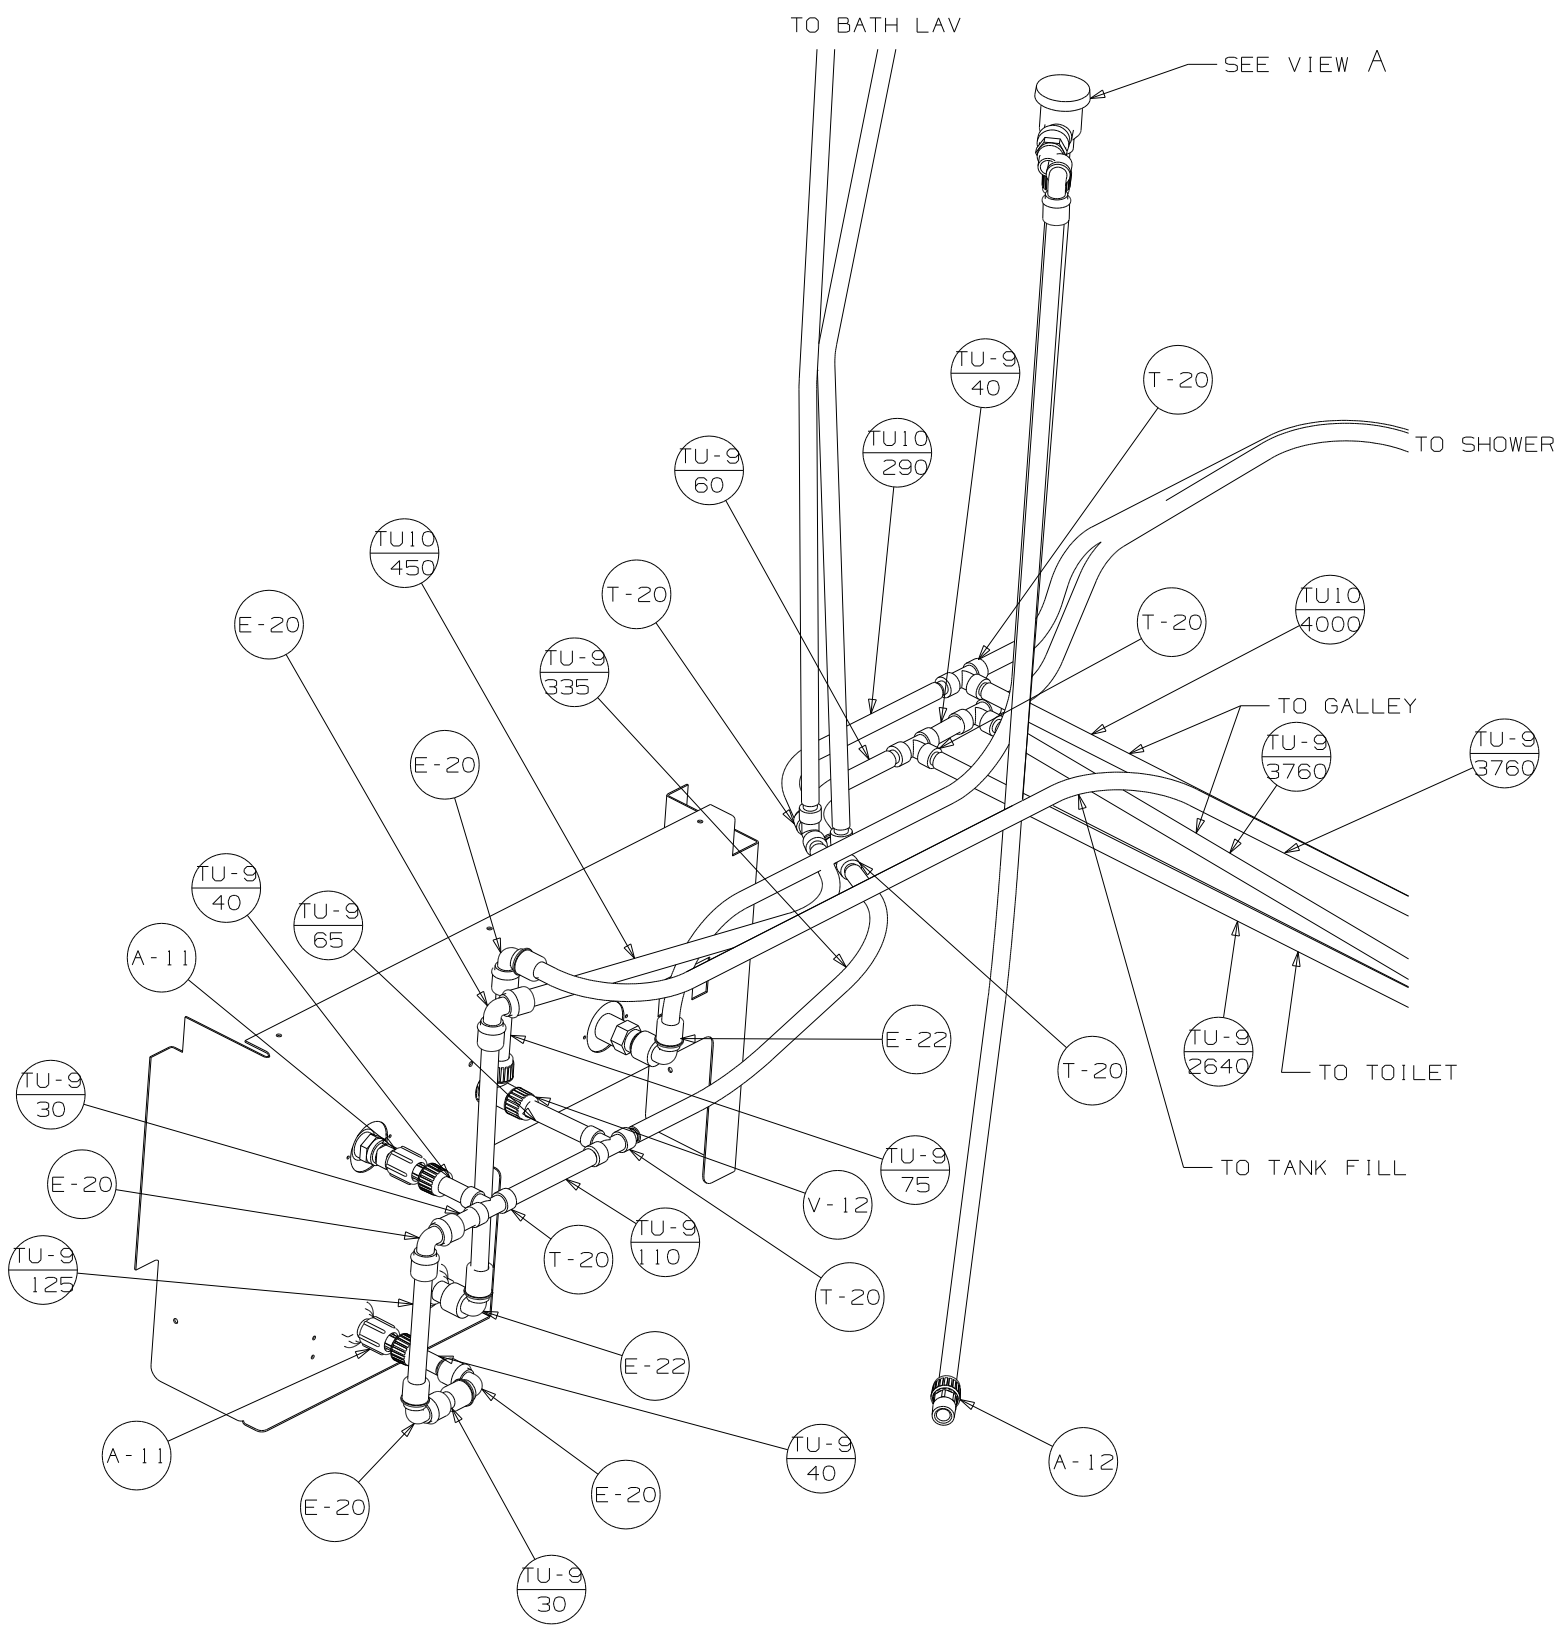 TO BATH LAV
SEE VIEW A
TU-9
40
T-20
TU10
290
TO SHOWER
TU-9
60
TU10
450
T-20
E-20
T-20
TU10
4000
TU-9
335
TO GALLEY
TU-9
3760
TU-9
3760
E-20
TU-9
40
TU-9
65
A-11
E-22
TU-9
2640
T-20
TO TOILET
TU-9
30
TO TANK FILL
TU-9
75
E-20
V-12
TU-9
110
T-20
TU-9
125
T-20
E-22
A-11
TU-9
40
A-12
E-20
E-20
TU-9
30